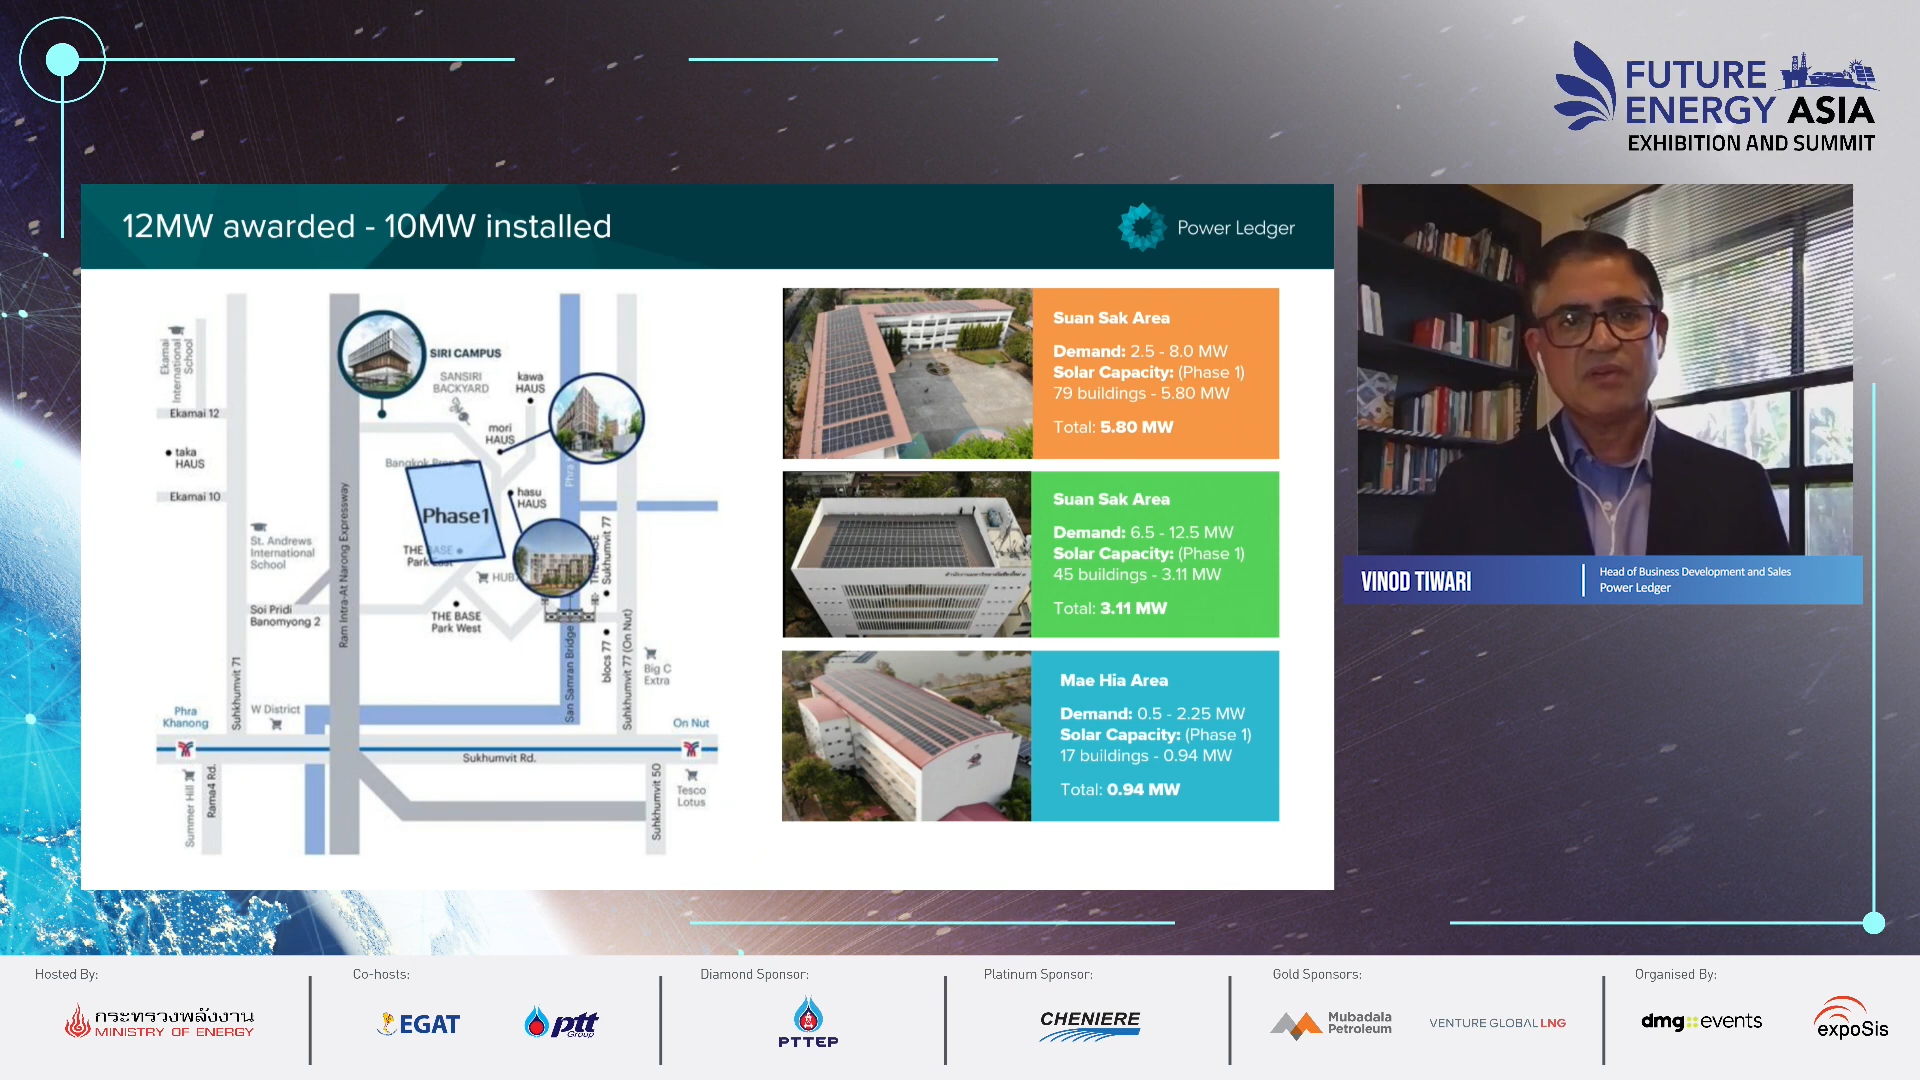 FUTURE
ENERGY ASIA
EXHIBITION AND SUMMIT
12MW awarded - 10MW installed
Power Ledger
Ekamai
International
School
Ekamai 12
taka
HAUS
Ekamai 10
St. Andrews
International
School
Soi Pridi
Banomyong 2
Suhkhumvit 71
Phra
Khanong
W District
Summer Hill
Rama4 Rd.
Ram Intra-At Narong Expressway
SIRI CAMPUS
SANSIRI
BACKYARD
kawa
HAUS
mori
HAUS
Bangkok Prep
Phase1
hasu
HAUS
THE BASE
Park East
HUB
THE BASE
Park West
Phra
San Samran Bridge
Sukhumvit 77
blocs 77
Suhkhumvit 77 (On Nut)
Big C
Extra
On Nut
Sukhumvit Rd.
Suhkhumvit 50
Tesco
Lotus
Suan Sak Area
Demand: 2.5 - 8.0 MW
Solar Capacity: (Phase 1)
79 buildings - 5.80 MW
Total: 5.80 MW
Suan Sak Area
Demand: 6.5 - 12.5 MW
Solar Capacity: (Phase 1)
45 buildings - 3.11 MW
Total: 3.11 MW
Mae Hia Area
Demand: 0.5 - 2.25 MW
Solar Capacity: (Phase 1)
17 buildings - 0.94 MW
Total: 0.94 MW
VINOD TIWARI
Head of Business Development and Sales
Power Ledger
Hosted By:
กระทรวงพลังงาน
MINISTRY OF ENERGY
Co-hosts:
EGAT
ptt
Group
Diamond Sponsor:
PTTEP
Platinum Sponsor:
CHENIERE
Gold Sponsors:
Mubadala
Petroleum
VENTURE GLOBAL LNG
Organised By:
dmg::events
expoSis